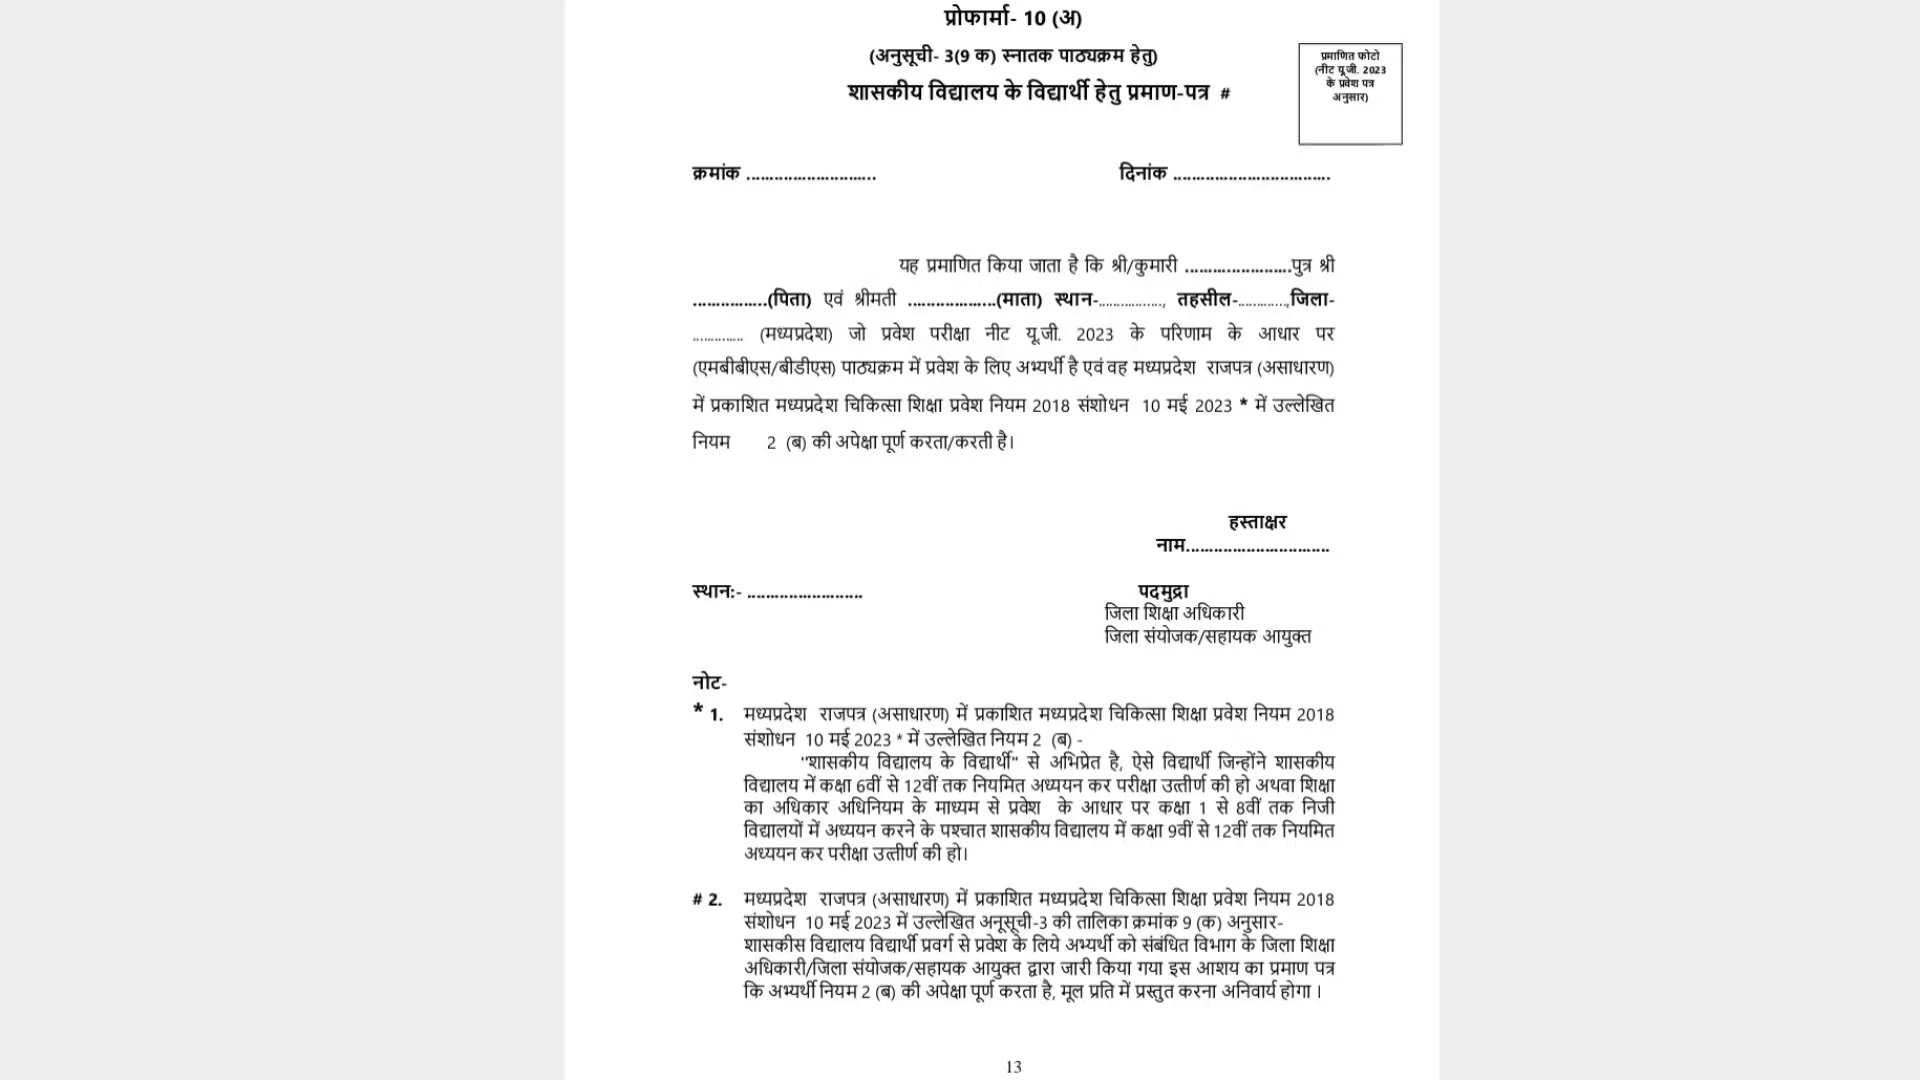 प्रोफार्मा- 10 (अ)
(अनुसूची- 3(9 क) स्नातक पाठ्यक्रम हेतु)
शासकीय विद्यालय के विद्यार्थी हेतु प्रमाण-पत्र #
प्रमाणित फोटो
(नीट यू.जी. 2023
के प्रवेश पत्र
अनुसार)
क्रमांक ............................ दिनांक ..................................
यह प्रमाणित किया जाता है कि श्री/कुमारी .......................पुत्र श्री
................(पिता) एवं श्रीमती ...................(माता) स्थान-................., तहसील-.............,जिला-
............. (मध्यप्रदेश) जो प्रवेश परीक्षा नीट यू.जी. 2023 के परिणाम के आधार पर
(एमबीबीएस/बीडीएस) पाठ्यक्रम में प्रवेश के लिए अभ्यर्थी है एवं वह मध्यप्रदेश राजपत्र (असाधारण)
में प्रकाशित मध्यप्रदेश चिकित्सा शिक्षा प्रवेश नियम 2018 संशोधन 10 मई 2023 * में उल्लेखित
नियम 2 (ब) की अपेक्षा पूर्ण करता/करती है।
हस्ताक्षर
नाम...............................
स्थान:- ......................... पदमुद्रा
जिला शिक्षा अधिकारी
जिला संयोजक/सहायक आयुक्त
नोट-
* 1. मध्यप्रदेश राजपत्र (असाधारण) में प्रकाशित मध्यप्रदेश चिकित्सा शिक्षा प्रवेश नियम 2018
संशोधन 10 मई 2023 * में उल्लेखित नियम 2 (ब) -
''शासकीय विद्यालय के विद्यार्थी" से अभिप्रेत है, ऐसे विद्यार्थी जिन्होंने शासकीय
विद्यालय में कक्षा 6वीं से 12वीं तक नियमित अध्ययन कर परीक्षा उत्तीर्ण की हो अथवा शिक्षा
का अधिकार अधिनियम के माध्यम से प्रवेश के आधार पर कक्षा 1 से 8वीं तक निजी
विद्यालयों में अध्ययन करने के पश्चात शासकीय विद्यालय में कक्षा 9वीं से 12वीं तक नियमित
अध्ययन कर परीक्षा उत्तीर्ण की हो।
# 2. मध्यप्रदेश राजपत्र (असाधारण) में प्रकाशित मध्यप्रदेश चिकित्सा शिक्षा प्रवेश नियम 2018
संशोधन 10 मई 2023 में उल्लेखित अनूसूची-3 की तालिका क्रमांक 9 (क) अनुसार-
शासकीस विद्यालय विद्यार्थी प्रवर्ग से प्रवेश के लिये अभ्यर्थी को संबंधित विभाग के जिला शिक्षा
अधिकारी/जिला संयोजक/सहायक आयुक्त द्वारा जारी किया गया इस आशय का प्रमाण पत्र
कि अभ्यर्थी नियम 2 (ब) की अपेक्षा पूर्ण करता है, मूल प्रति में प्रस्तुत करना अनिवार्य होगा ।
13